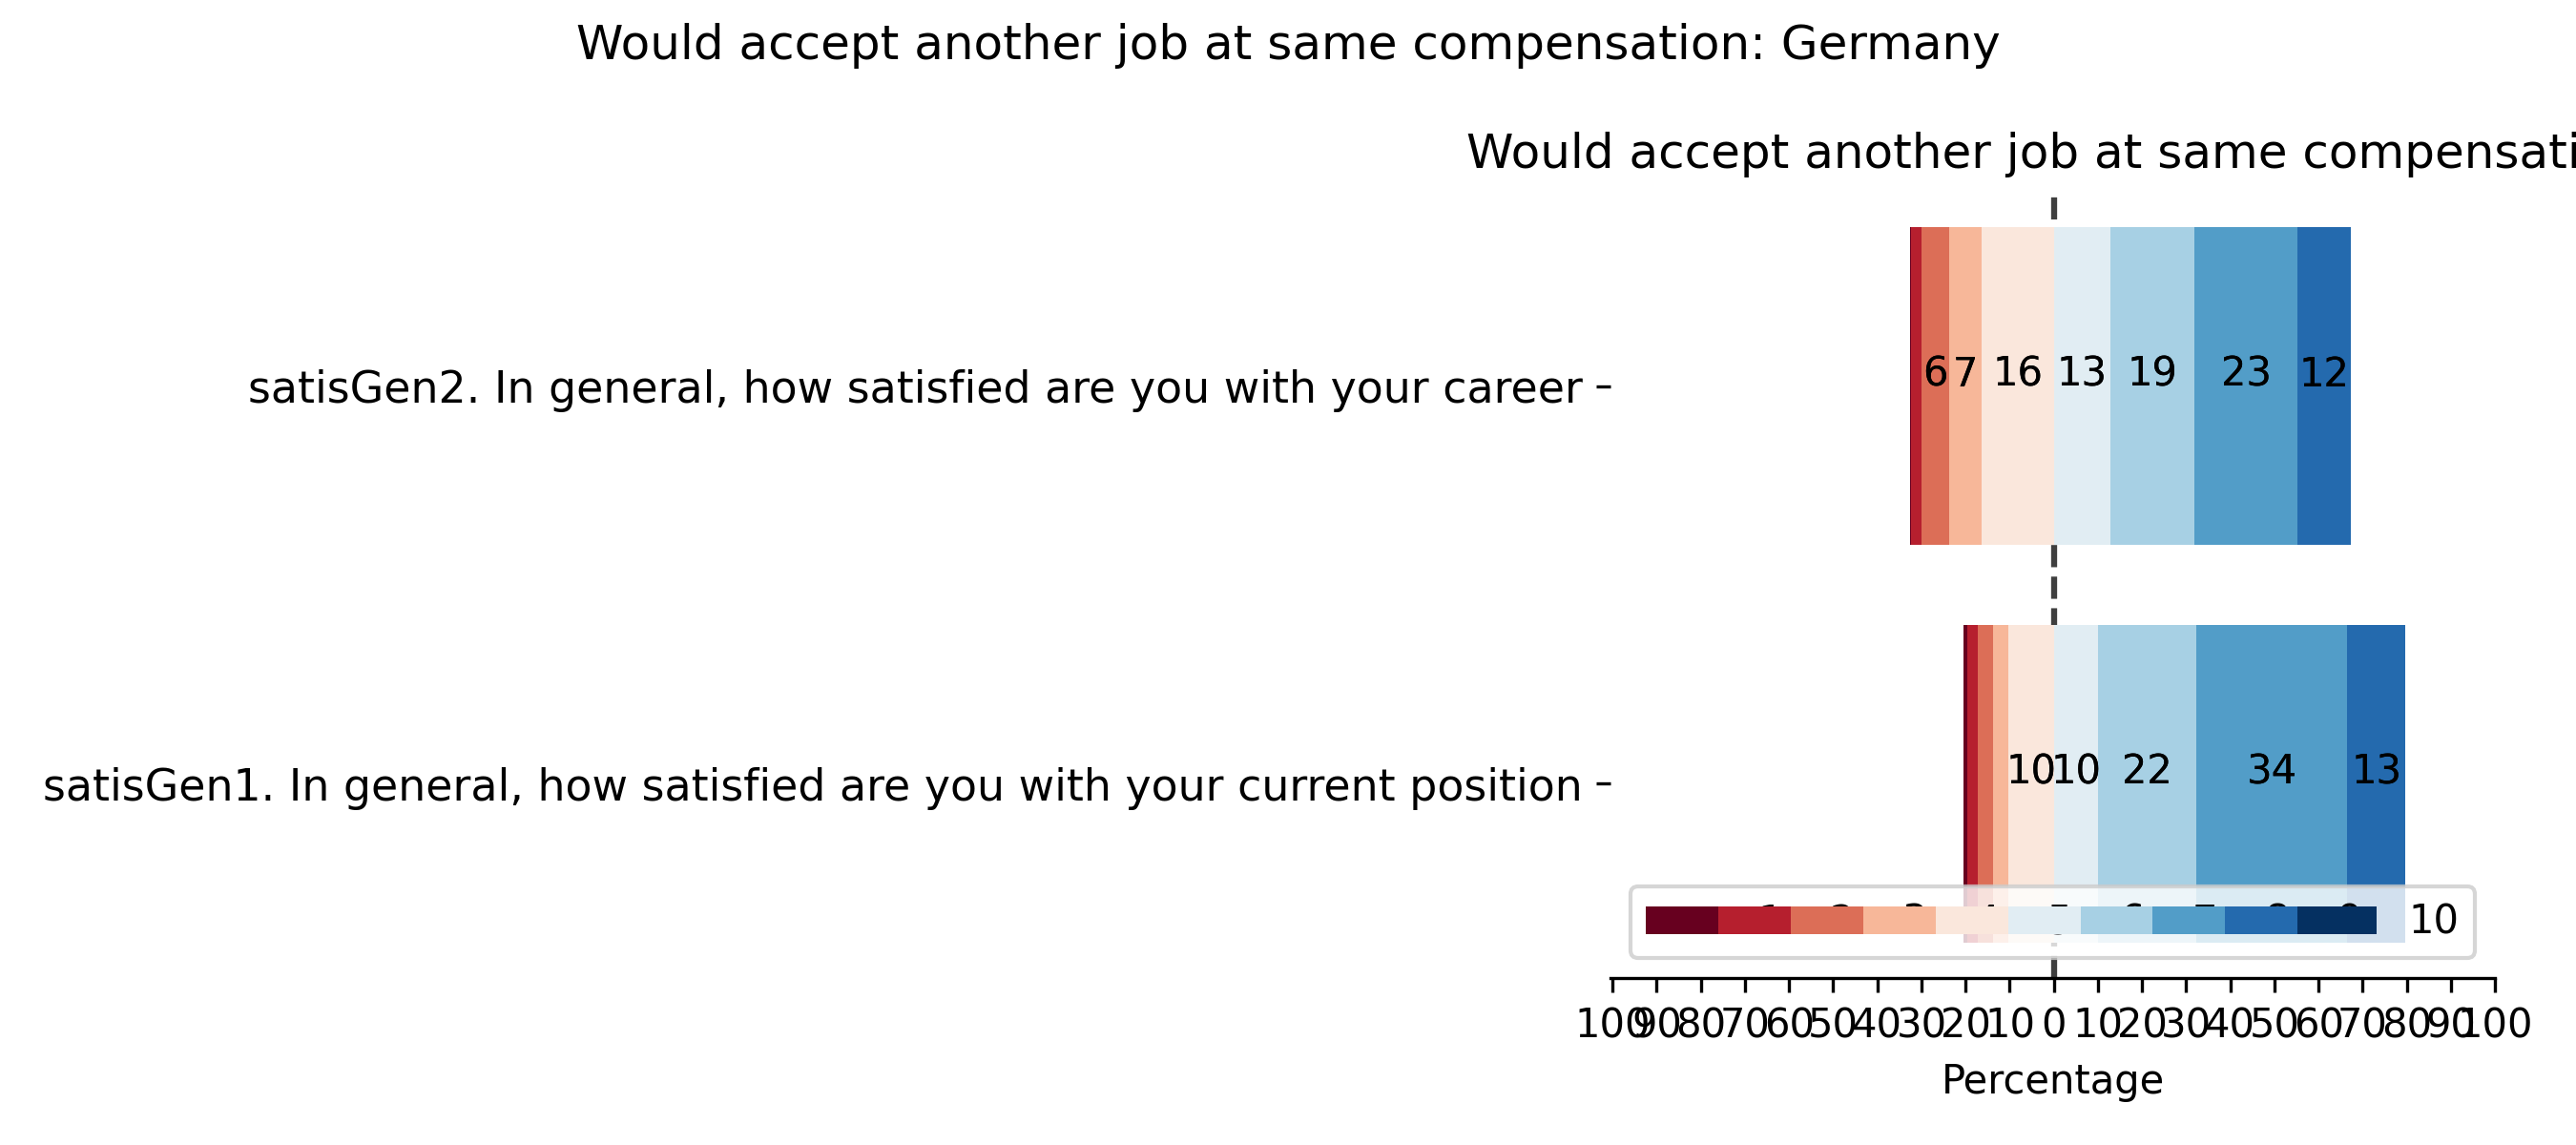 Would accept another job at same compensation: Germany
Would accept another job at same compensati
6 7 16 13 19 23 12
satisGen2. In general, how satisfied are you with your career
10 10 22 34 13
satisGen1. In general, how satisfied are you with your current position
10
100 90 80 70 60 50 40 30 20 10 0 10 20 30 40 50 60 70 80 90 100
Percentage